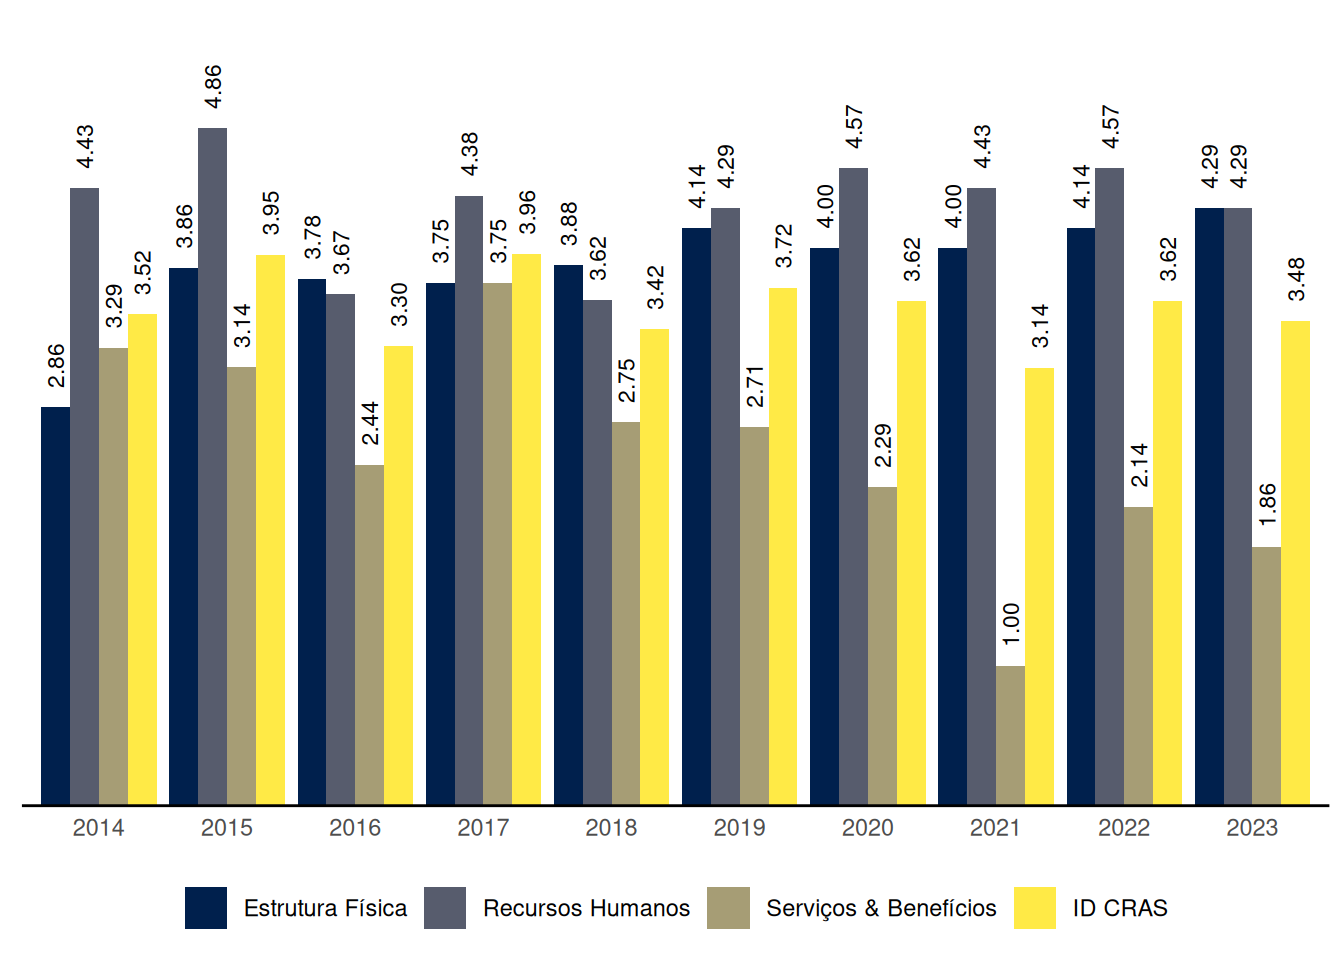 2.86 4.43 3.29 3.52
3.86 4.86 3.14 3.95
3.78 3.67 2.44 3.30
3.75 4.38 3.75 3.96
3.88 3.62 2.75 3.42
4.14 4.29 2.71 3.72
4.00 4.57 2.29 3.62
4.00 4.43 1.00 3.14
4.14 4.57 2.14 3.62
4.29 4.29 1.86 3.48
2014 2015 2016 2017 2018 2019 2020 2021 2022 2023
Estrutura Física Recursos Humanos Serviços & Benefícios ID CRAS